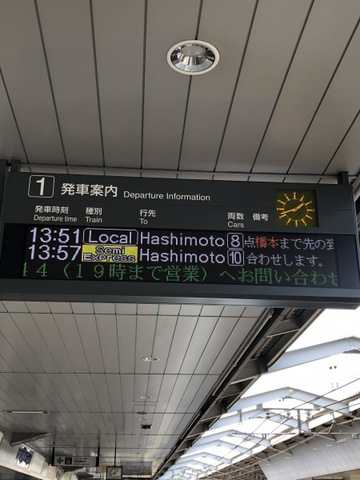 1 発車案内 Departure Information
発車時刻 種別 行先 両数 備考
Departure time Train To Cars
13:51 Local Hashimoto 8 点橋本まで先の到
13:57 Semi Express Hashimoto 10 合わせします。
44（19時まで営業）へお問い合わせ